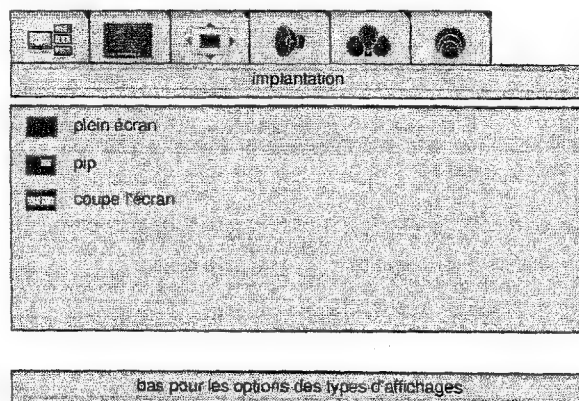 implantation
plein écran
pip
coupe l'écran
bas pour les options des types d'affichages